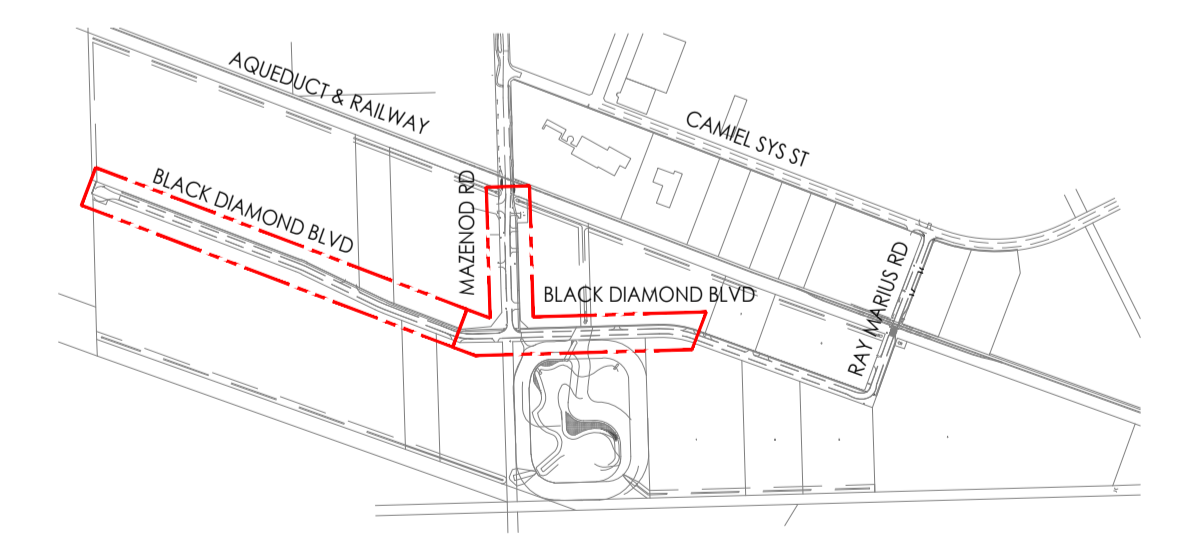 AQUEDUCT & RAILWAY
CAMIEL SYS ST
BLACK DIAMOND BLVD
MAZENOD RD
BLACK DIAMOND BLVD
RAY MARIUS RD